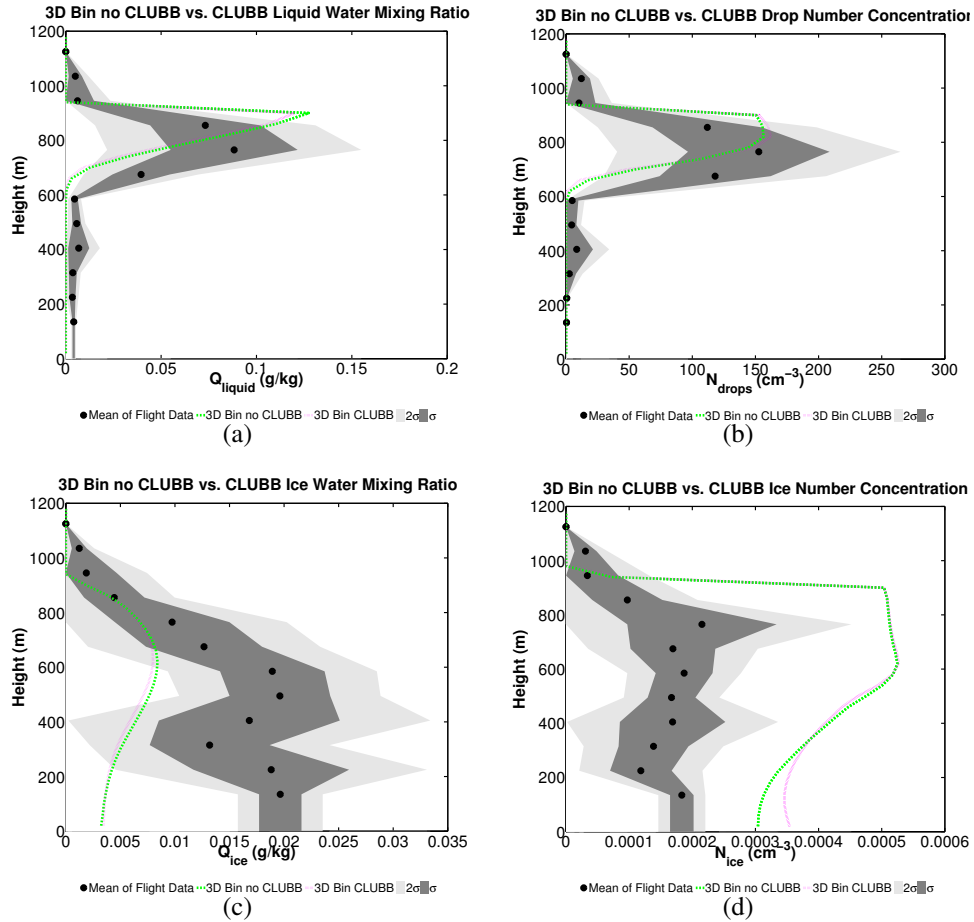 3D Bin no CLUBB vs. CLUBB Liquid Water Mixing Ratio
1200
1000
800
600
400
200
0
Height (m)
0 0.05 0.1 0.15 0.2
Q_liquid (g/kg)
Mean of Flight Data 3D Bin no CLUBB 3D Bin CLUBB 2σ σ
(a)
3D Bin no CLUBB vs. CLUBB Drop Number Concentration
1200
1000
800
600
400
200
0
Height (m)
0 50 100 150 200 250 300
N_drops (cm⁻³)
Mean of Flight Data 3D Bin no CLUBB 3D Bin CLUBB 2σ σ
(b)
3D Bin no CLUBB vs. CLUBB Ice Water Mixing Ratio
1200
1000
800
600
400
200
0
Height (m)
0 0.005 0.01 0.015 0.02 0.025 0.03 0.035
Q_ice (g/kg)
Mean of Flight Data 3D Bin no CLUBB 3D Bin CLUBB 2σ σ
(c)
3D Bin no CLUBB vs. CLUBB Ice Number Concentration
1200
1000
800
600
400
200
0
Height (m)
0 0.0001 0.0002 0.0003 0.0004 0.0005 0.0006
N_ice (cm⁻³)
Mean of Flight Data 3D Bin no CLUBB 3D Bin CLUBB 2σ σ
(d)